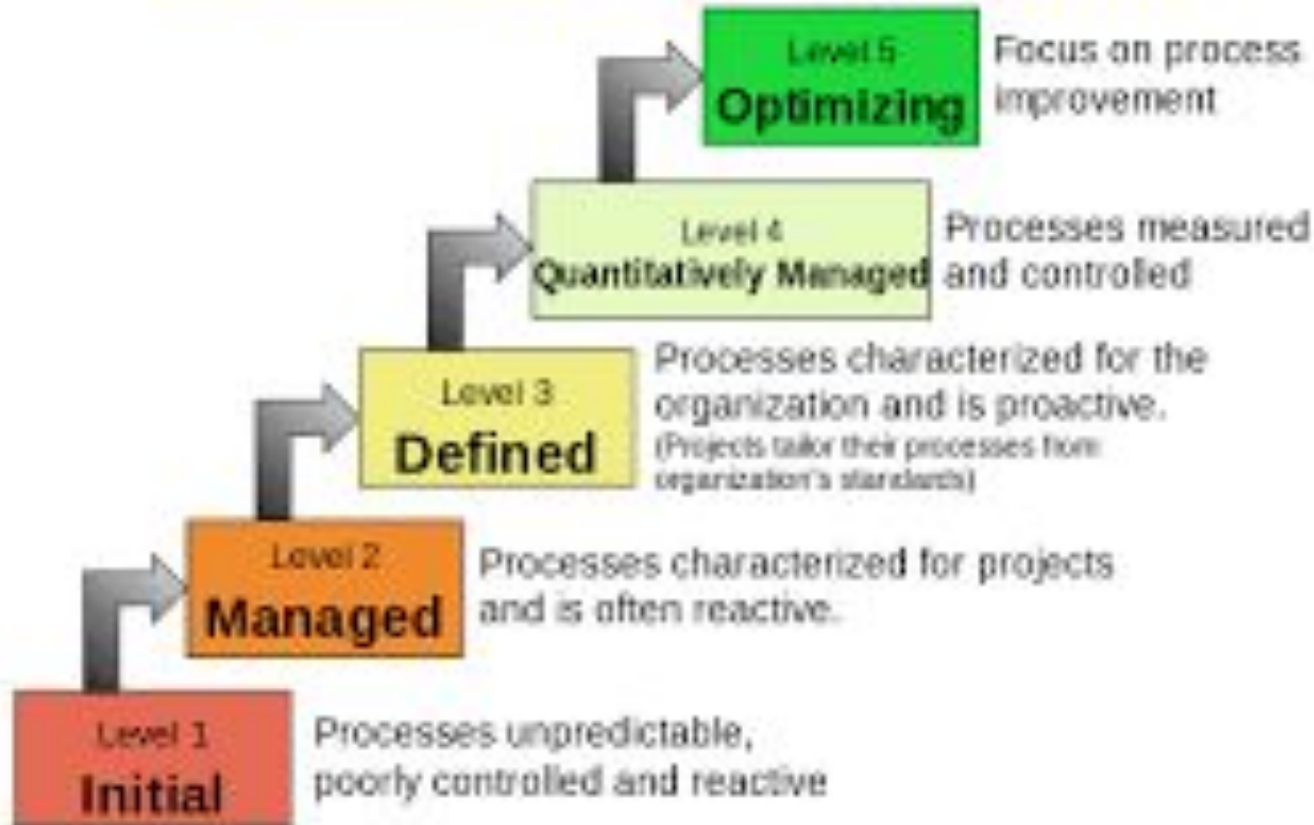 Level 5
Optimizing
Focus on process
improvement
Level 4
Quantitatively Managed
Processes measured
and controlled
Level 3
Defined
Processes characterized for the
organization and is proactive.
(Projects tailor their processes from
organization's standards)
Level 2
Managed
Processes characterized for projects
and is often reactive.
Level 1
Initial
Processes unpredictable,
poorly controlled and reactive